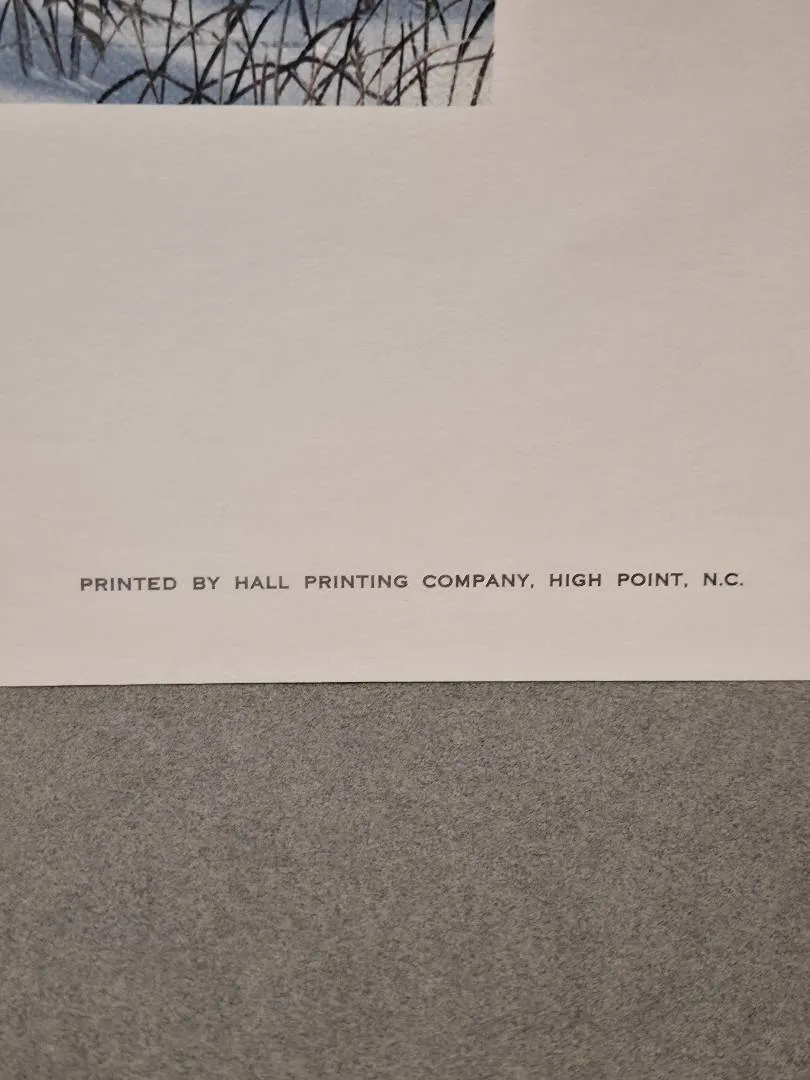 PRINTED BY HALL PRINTING COMPANY, HIGH POINT, N.C.